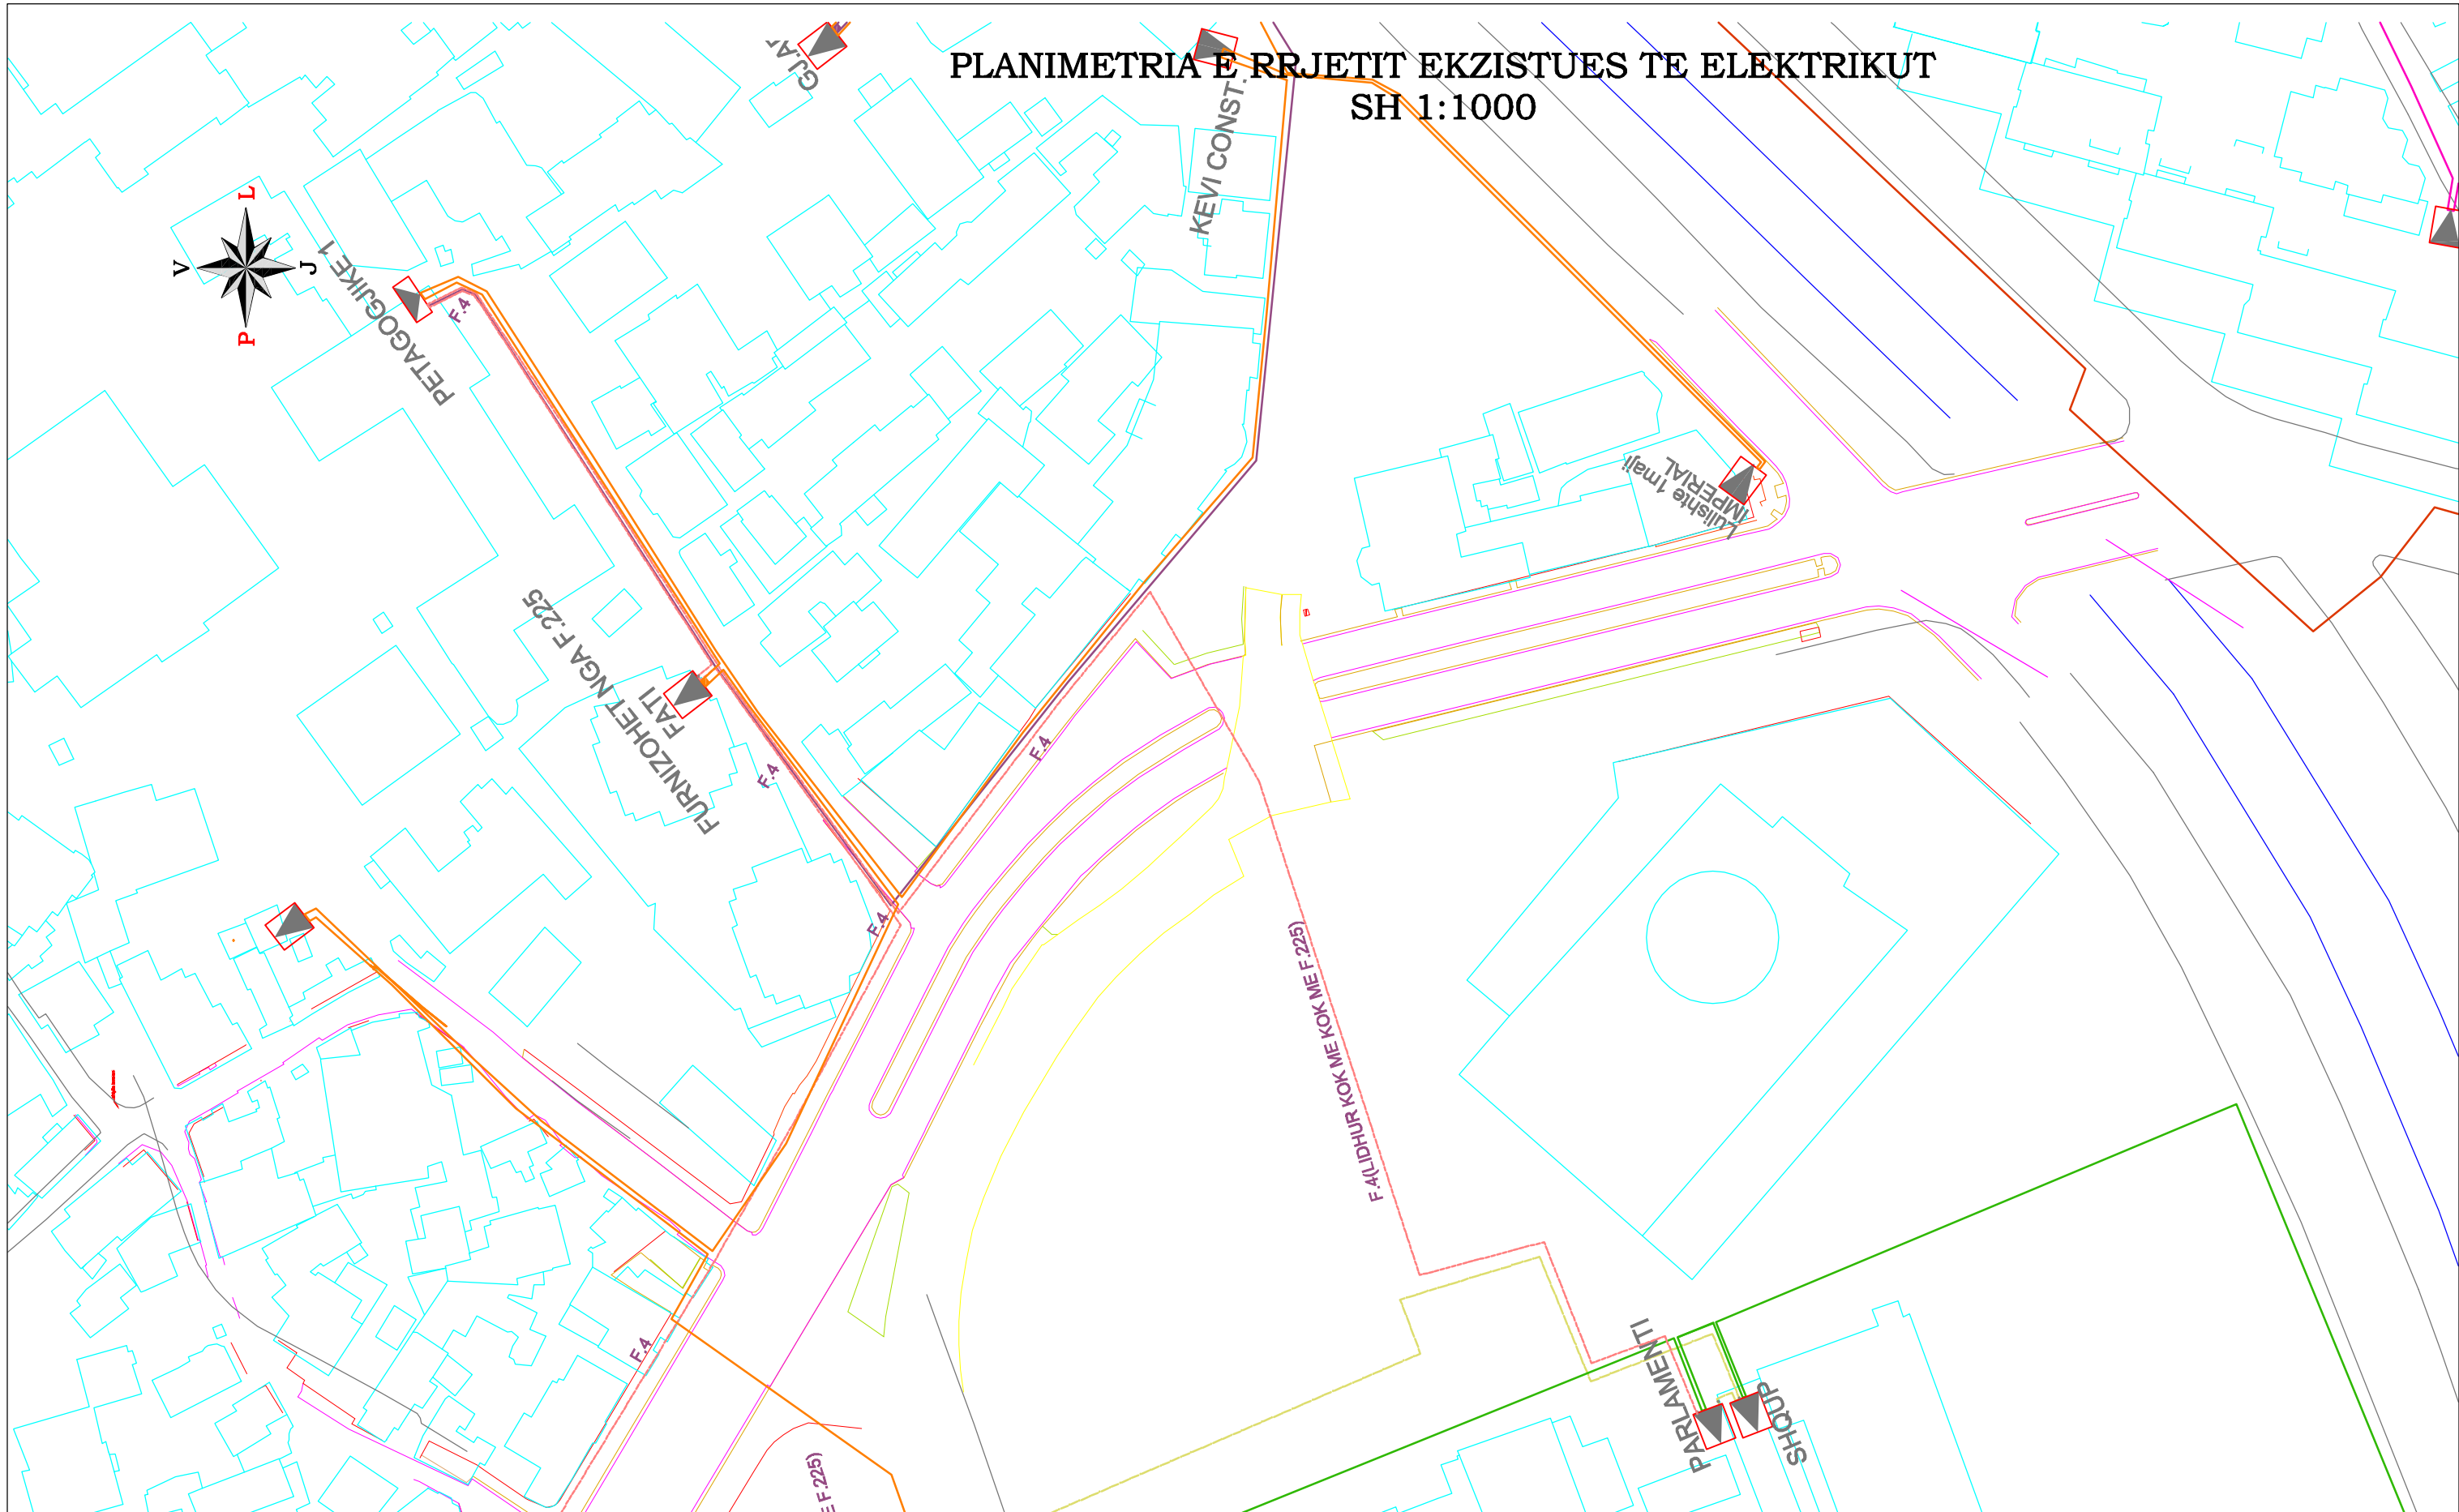 PLANIMETRIA E RRJETIT EKZISTUES TE ELEKTRIKUT
SH 1:1000
KEVI CONST.
L
V
J
P
PETAGOGJIKE 1
F.4
Lulishte 1maji
IMPERIAL
FURNIZOHET NGA F.225
FATI
F.4
F.4
F.4
F.4(LIDHUR KOK ME KOK ME F.225)
F.4
PARLAMENTI
SHQUP
F.225)